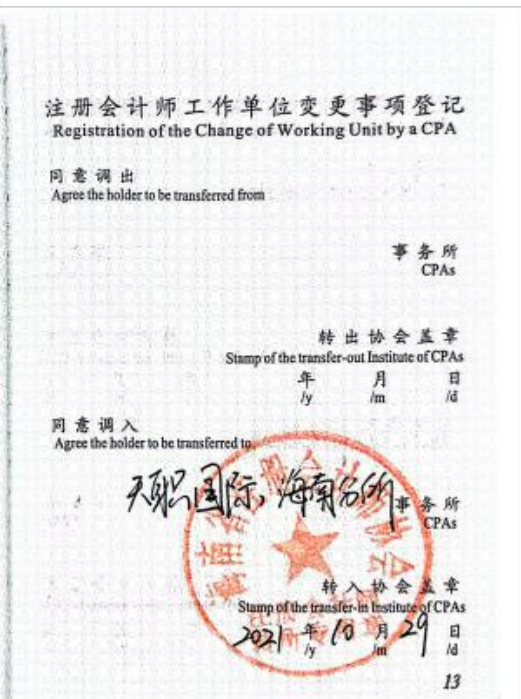 注册会计师工作单位变更事项登记
Registration of the Change of Working Unit by a CPA
同意调出
Agree the holder to be transferred from
事务所
CPAs
转出协会盖章
Stamp of the transfer-out Institute of CPAs
年 月 日
/y /m /d
同意调入
Agree the holder to be transferred to
天职国际、海南分所 事务所
CPAs
转入协会盖章
Stamp of the transfer-in Institute of CPAs
2021 年 10 月 29 日
/y /m /d
13